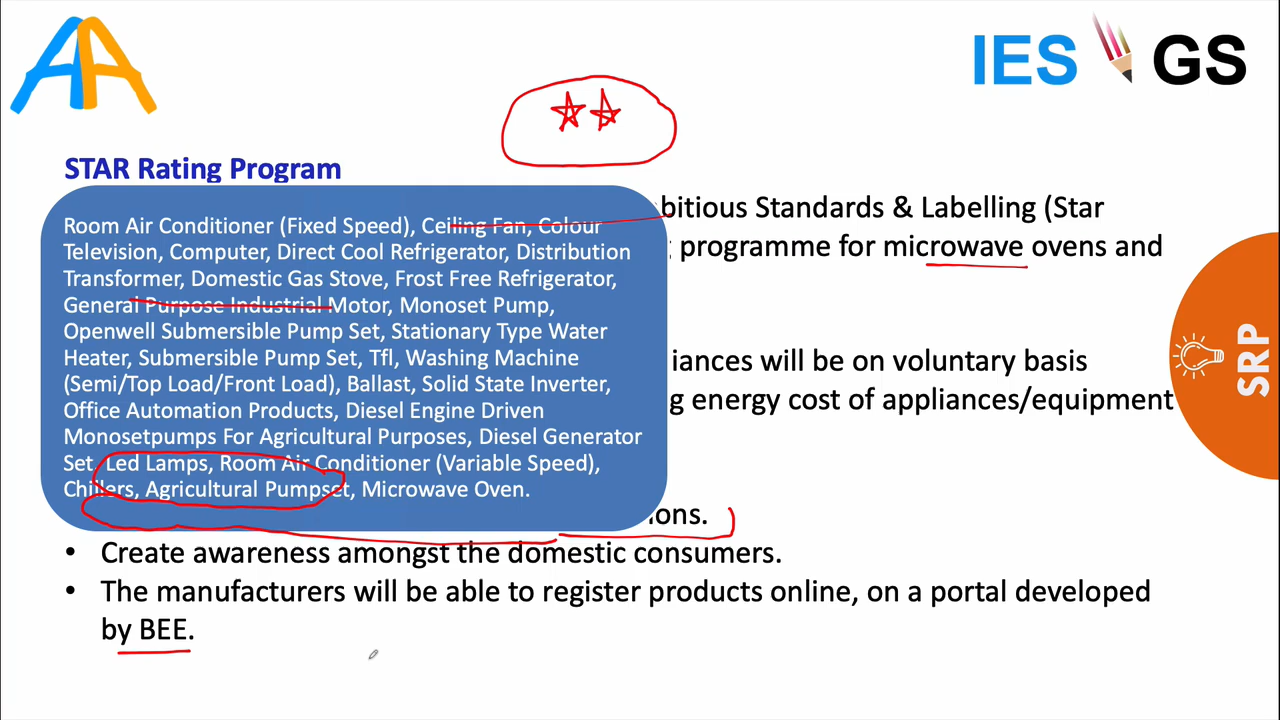 AA
IES GS
STAR Rating Program
bitious Standards & Labelling (Star
programme for microwave ovens and
Room Air Conditioner (Fixed Speed), Ceiling Fan, Colour
Television, Computer, Direct Cool Refrigerator, Distribution
Transformer, Domestic Gas Stove, Frost Free Refrigerator,
General Purpose Industrial Motor, Monoset Pump,
Openwell Submersible Pump Set, Stationary Type Water
Heater, Submersible Pump Set, Tfl, Washing Machine
(Semi/Top Load/Front Load), Ballast, Solid State Inverter,
Office Automation Products, Diesel Engine Driven
Monosetpumps For Agricultural Purposes, Diesel Generator
Set, Led Lamps, Room Air Conditioner (Variable Speed),
Chillers, Agricultural Pumpset, Microwave Oven.
iances will be on voluntary basis
g energy cost of appliances/equipment
ions.
• Create awareness amongst the domestic consumers.
• The manufacturers will be able to register products online, on a portal developed
by BEE.
SRP